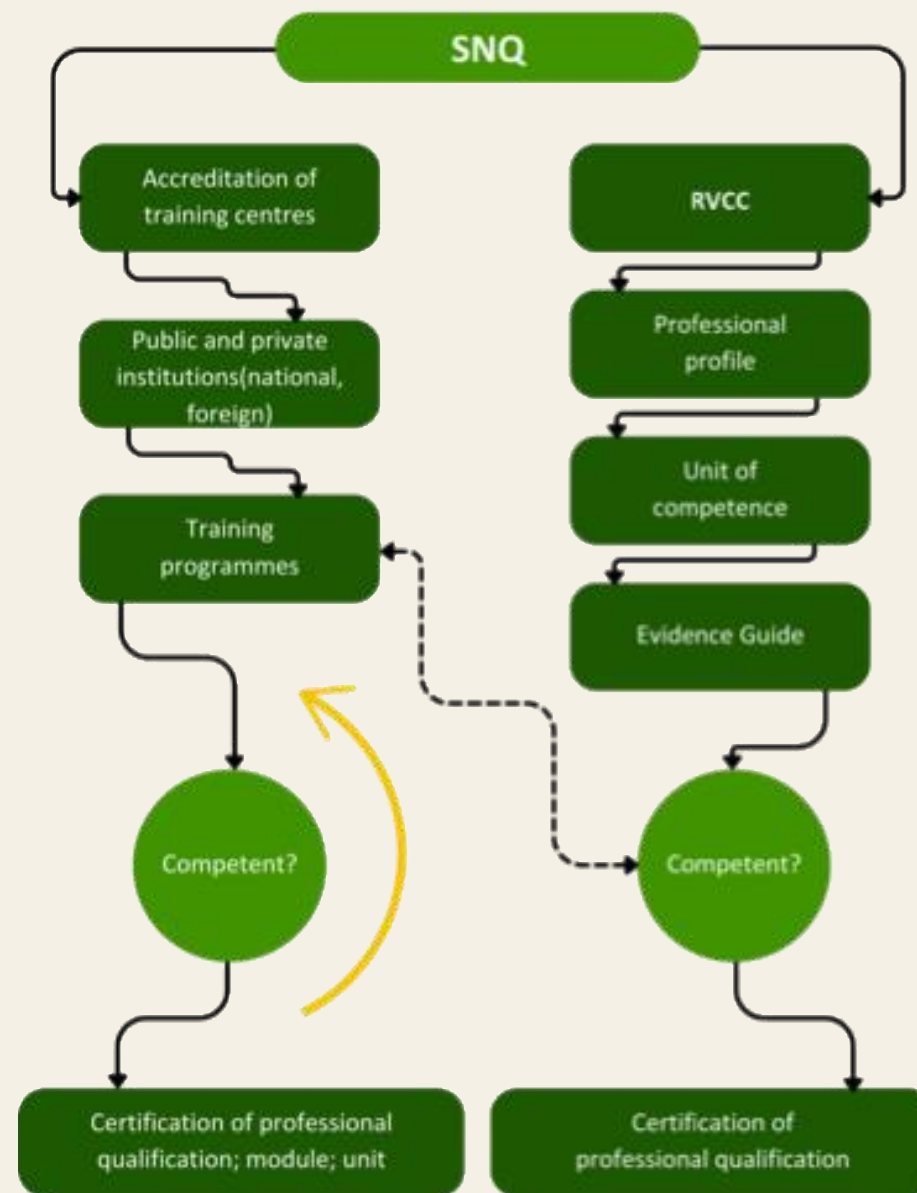 SNQ
Accreditation of
training centres
Public and private
institutions(national,
foreign)
Training
programmes
Competent?
Certification of professional
qualification; module; unit
RVCC
Professional
profile
Unit of
competence
Evidence Guide
Competent?
Certification of
professional qualification